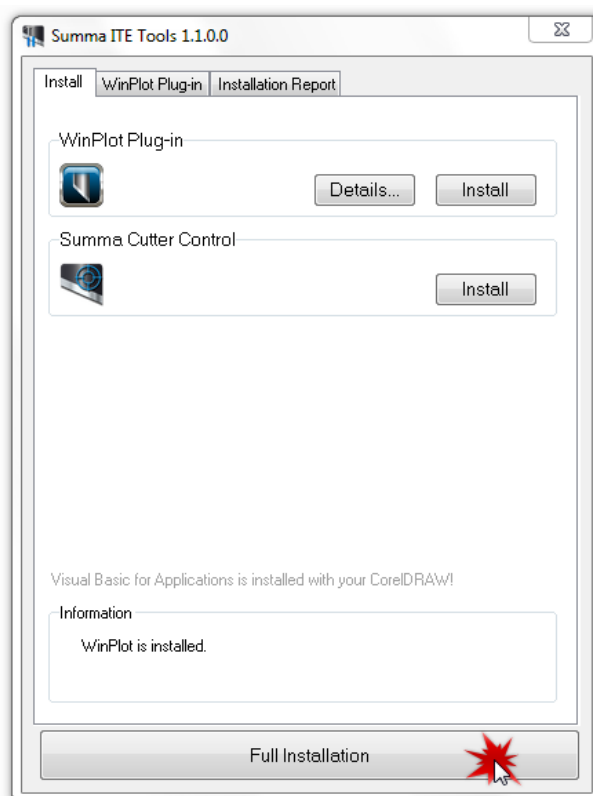 Summa ITE Tools 1.1.0.0
Install WinPlot Plug-in Installation Report
WinPlot Plug-in
Details... Install
Summa Cutter Control
Install
Visual Basic for Applications is installed with your CorelDRAW!
Information
WinPlot is installed.
Full Installation